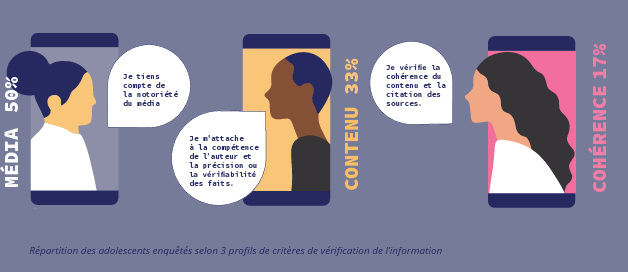 MÉDIA 50%
Je tiens
compte de
la notoriété
du média
Je m'attache
à la compétence
de l'auteur et
la précision ou
la vérifiabilité
des faits.
CONTENU 33%
Je vérifie la
cohérence du
contenu et la
citation des
sources.
COHÉRENCE 17%
Répartition des adolescents enquêtés selon 3 profils de critères de vérification de l'information